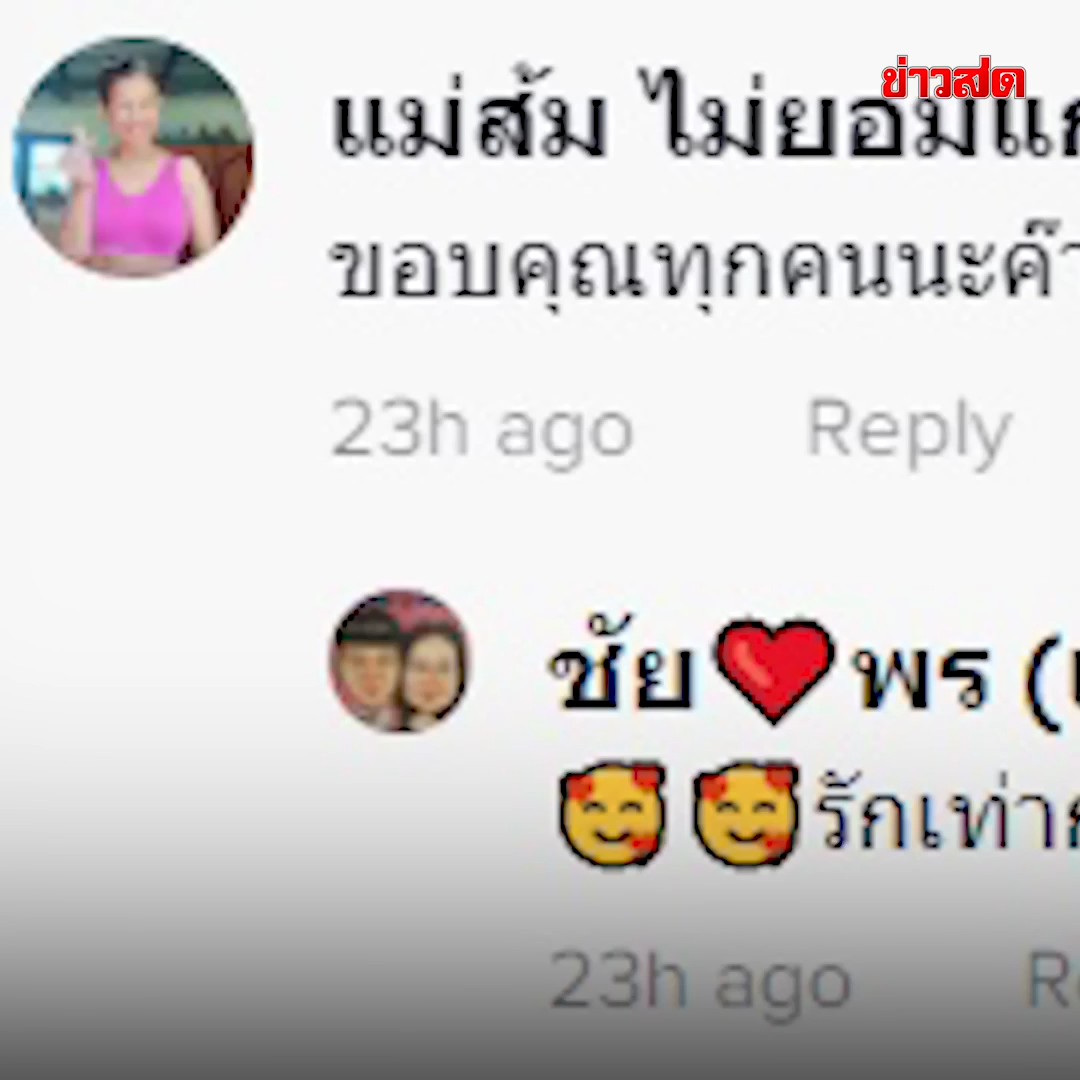 ข่าวสด
แม่ส้ม ไม่ยอมแ
ขอบคุณทุกคนนะค๊า
23h ago Reply
ชัย❤️พร (
🥰🥰รักเท่า
23h ago